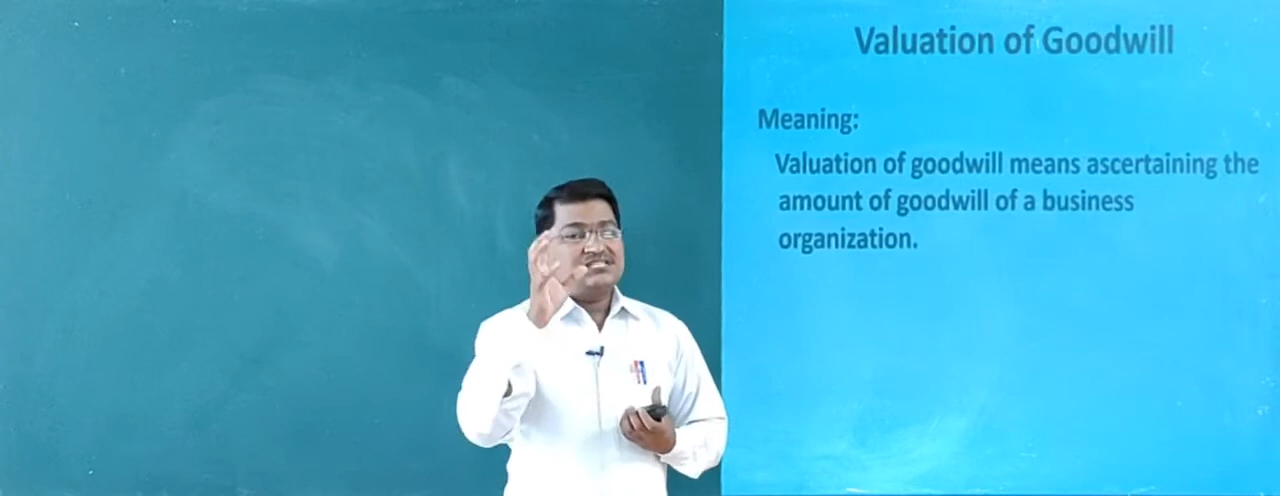 Valuation of Goodwill
Meaning:
Valuation of goodwill means ascertaining the
amount of goodwill of a business
organization.